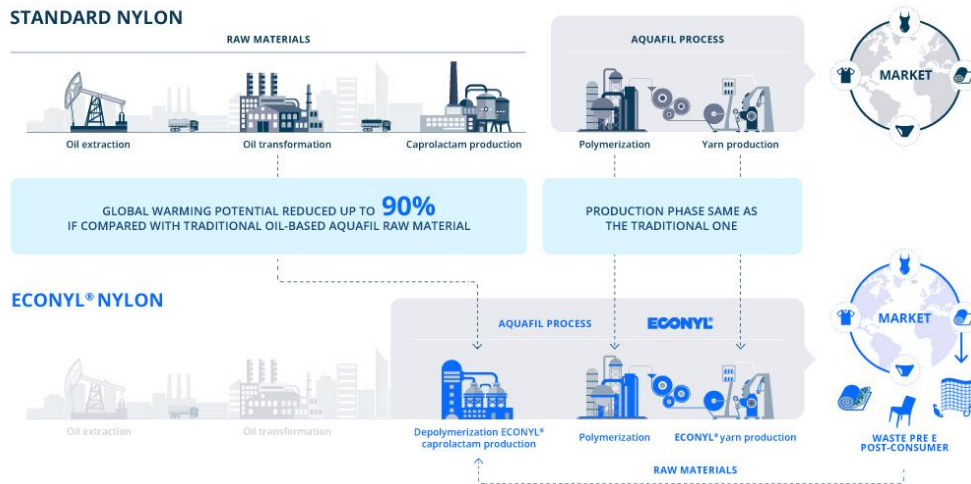 STANDARD NYLON
RAW MATERIALS
AQUAFIL PROCESS
MARKET
Oil extraction
Oil transformation
Caprolactam production
Polymerization
Yarn production
GLOBAL WARMING POTENTIAL REDUCED UP TO 90%
IF COMPARED WITH TRADITIONAL OIL-BASED AQUAFIL RAW MATERIAL
PRODUCTION PHASE SAME AS
THE TRADITIONAL ONE
ECONYL® NYLON
AQUAFIL PROCESS
ECONYL®
MARKET
Oil extraction
Oil transformation
Depolymerization ECONYL®
caprolactam production
Polymerization
ECONYL® yarn production
WASTE PRE E
POST-CONSUMER
RAW MATERIALS